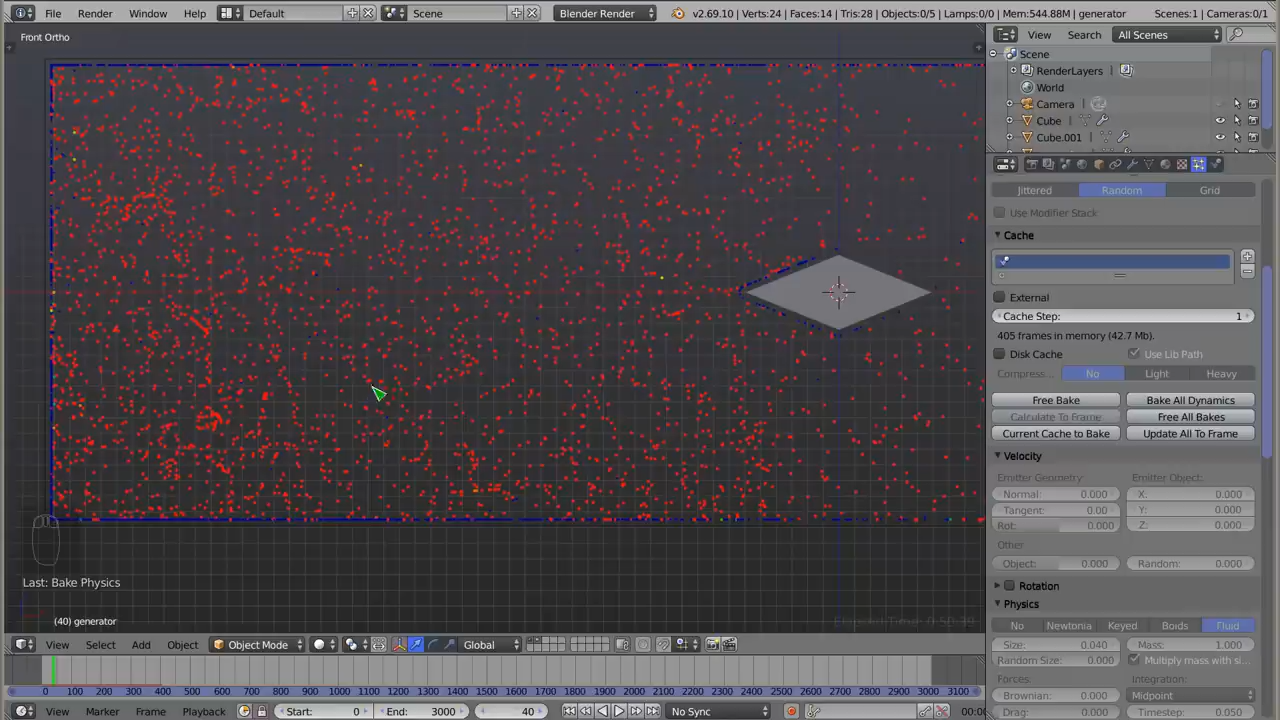 File Render Window Help Default Scene Blender Render v2.69.10 | Verts:24 | Faces:14 | Tris:28 | Objects:0/5 | Lamps:0/0 | Mem:544.88M | generator Scenes:1 | Cameras:0/1
Front Ortho
View Search All Scenes
Scene
RenderLayers
World
Camera
Cube
Cube.001
Jittered Random Grid
Use Modifier Stack
Cache
External
Cache Step: 1
405 frames in memory (42.7 Mb).
Disk Cache Use Lib Path
Compress... No Light Heavy
Free Bake Bake All Dynamics
Calculate To Frame Free All Bakes
Current Cache to Bake Update All To Frame
Velocity
Emitter Geometry Emitter Object:
Normal: 0.000 X: 0.000
Tangent: 0.00 Y: 0.000
Rot: 0.000 Z: 0.000
Other
Object: 0.000 Random: 0.000
Rotation
Physics
No Newtonia Keyed Boids Fluid
Size: 0.040 Mass: 1.000
Random Size: 0.000 Multiply mass with si...
Forces: Integration:
Brownian: 0.000 Midpoint
Drag: 0.000 Timestep: 0.050
Last: Bake Physics
(40) generator
View Select Add Object Object Mode Global
0 100 200 300 400 500 600 700 800 900 1000 1100 1200 1300 1400 1500 1600 1700 1800 1900 2000 2100 2200 2300 2400 2500 2600 2700 2800 2900 3000 3100
View Marker Frame Playback Start: 0 End: 3000 40 No Sync